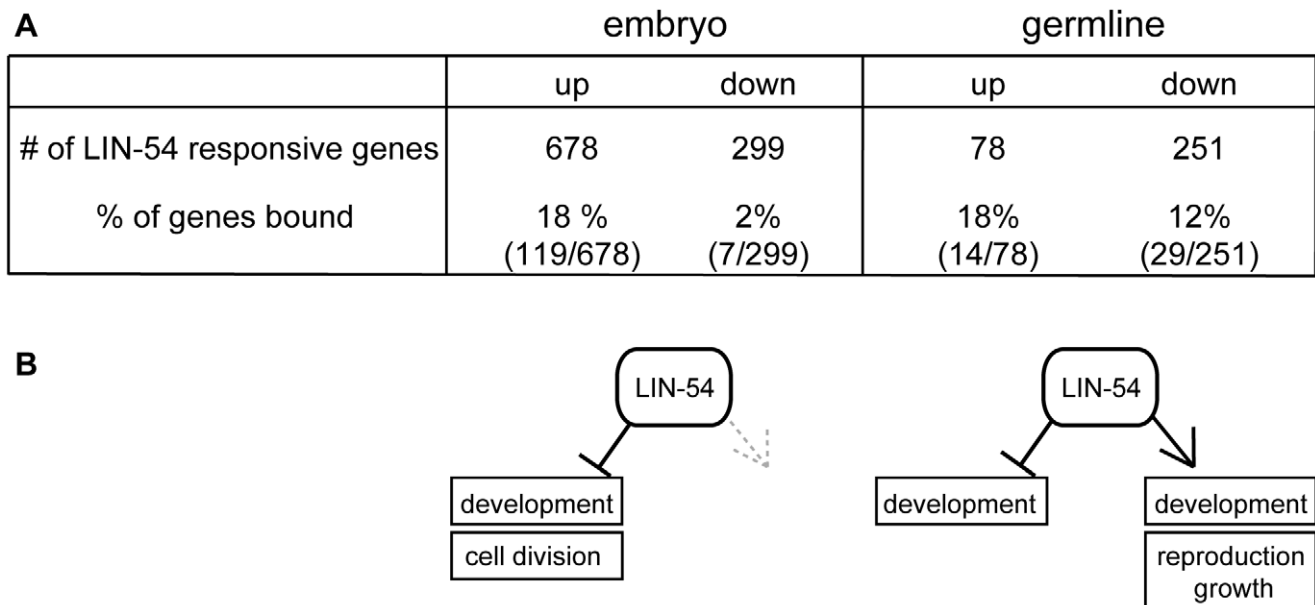 A
embryo germline
up down up down
# of LIN-54 responsive genes 678 299 78 251
% of genes bound 18 % 2% 18% 12%
(119/678) (7/299) (14/78) (29/251)
B
LIN-54 LIN-54
development development development
cell division reproduction
growth